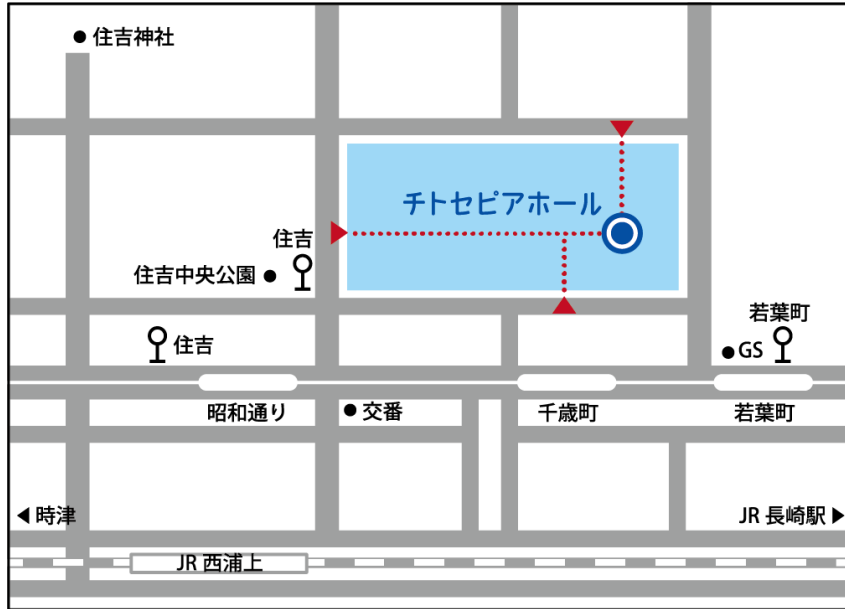 住吉神社
チトセピアホール
住吉
住吉中央公園
若葉町
住吉
GS
昭和通り
交番
千歳町
若葉町
時津
JR 長崎駅
JR 西浦上